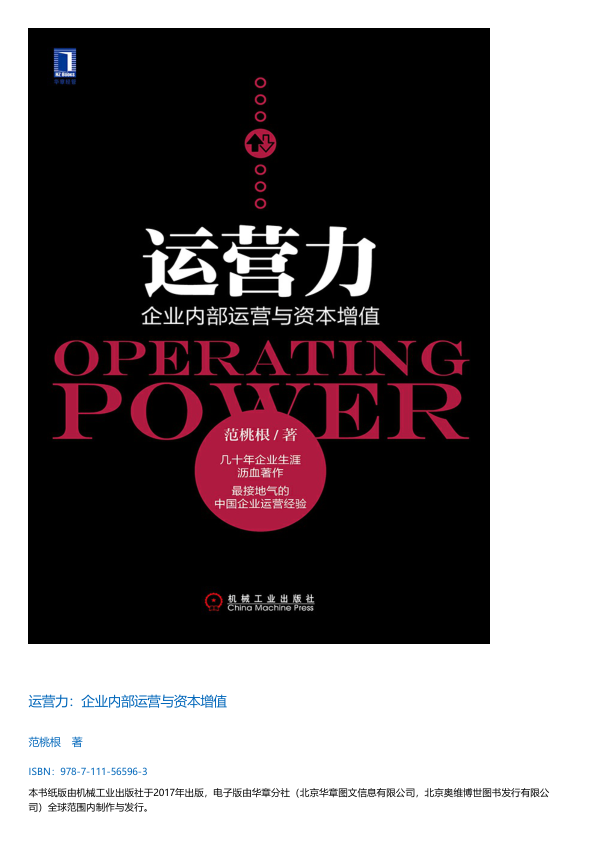 HZ Books
华章经管
运营力
企业内部运营与资本增值
OPERATING
POWER
范桃根 / 著
几十年企业生涯
沥血著作
最接地气的
中国企业运营经验
机械工业出版社
China Machine Press
运营力：企业内部运营与资本增值
范桃根　著
ISBN：978-7-111-56596-3
本书纸版由机械工业出版社于2017年出版，电子版由华章分社（北京华章图文信息有限公司，北京奥维博世图书发行有限公
司）全球范围内制作与发行。